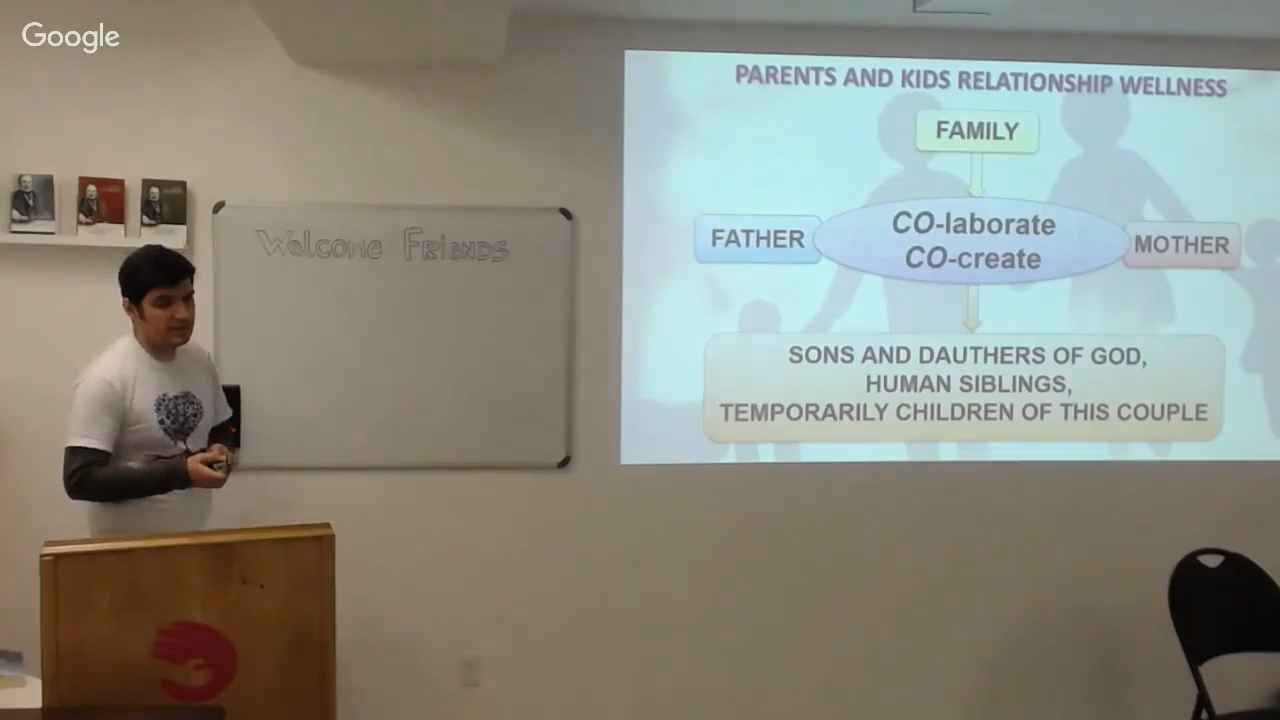 Google
Welcome Friends
PARENTS AND KIDS RELATIONSHIP WELLNESS
FAMILY
FATHER
CO-laborate
CO-create
MOTHER
SONS AND DAUTHERS OF GOD,
HUMAN SIBLINGS,
TEMPORARILY CHILDREN OF THIS COUPLE